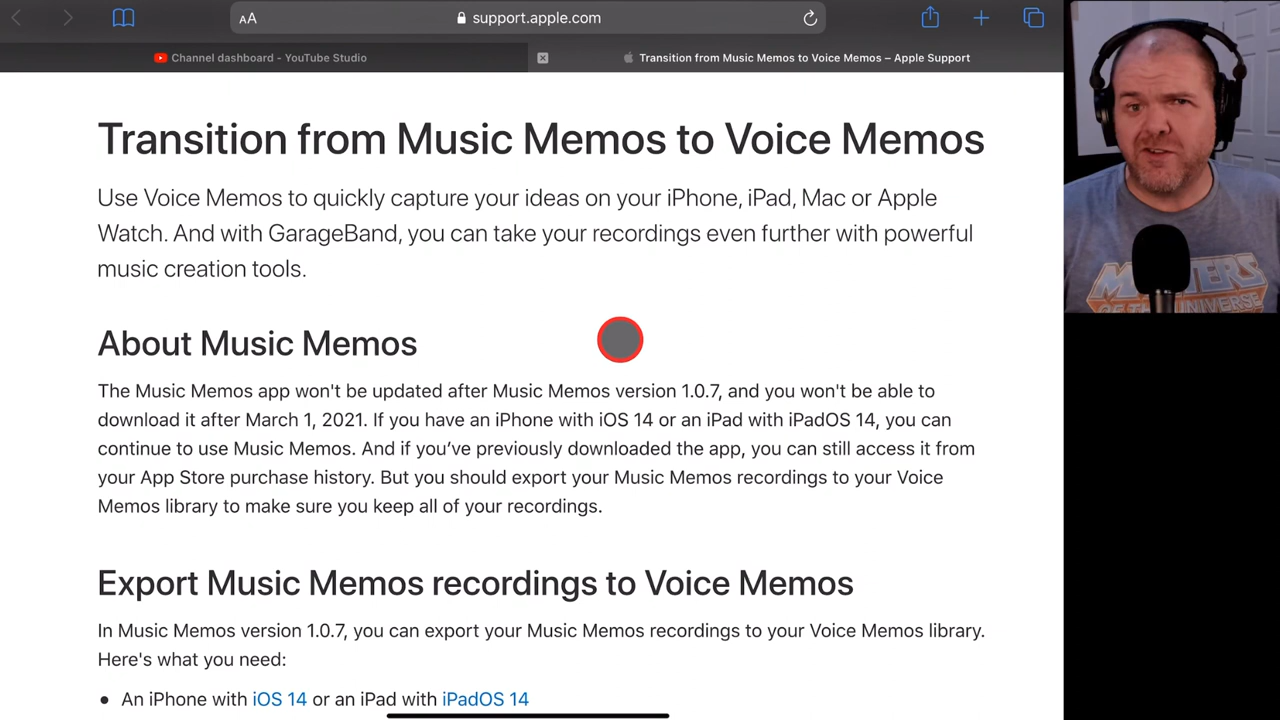 AA
support.apple.com
Channel dashboard - YouTube Studio
Transition from Music Memos to Voice Memos – Apple Support
Transition from Music Memos to Voice Memos
Use Voice Memos to quickly capture your ideas on your iPhone, iPad, Mac or Apple
Watch. And with GarageBand, you can take your recordings even further with powerful
music creation tools.
About Music Memos
The Music Memos app won't be updated after Music Memos version 1.0.7, and you won't be able to
download it after March 1, 2021. If you have an iPhone with iOS 14 or an iPad with iPadOS 14, you can
continue to use Music Memos. And if you’ve previously downloaded the app, you can still access it from
your App Store purchase history. But you should export your Music Memos recordings to your Voice
Memos library to make sure you keep all of your recordings.
Export Music Memos recordings to Voice Memos
In Music Memos version 1.0.7, you can export your Music Memos recordings to your Voice Memos library.
Here's what you need:
• An iPhone with iOS 14 or an iPad with iPadOS 14
MASTERS
OF THE UNIVERSE